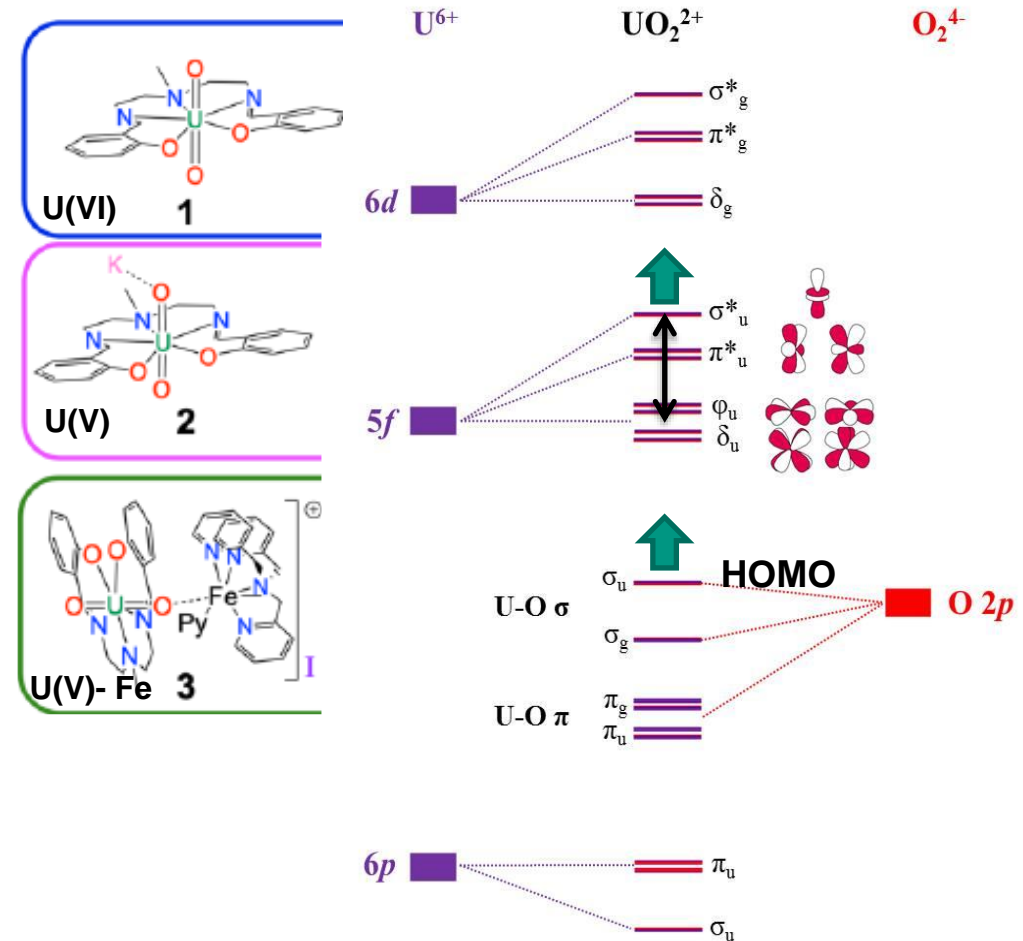 U⁶⁺ UO₂²⁺ O₂⁴⁻
O
N
N
N
U
O
O
O
U(VI) 1
K
O
N
N
N
U
O
O
O
U(V) 2
O
O
O
U
O
N
N
N
N
N
N
N
Fe
Py
⊕
I
U(V)- Fe 3
σ*g
π*g
6d
δg
σ*u
π*u
5f
φu
δu
σu HOMO
U-O σ
O 2p
σg
πg
U-O π
πu
6p
πu
σu